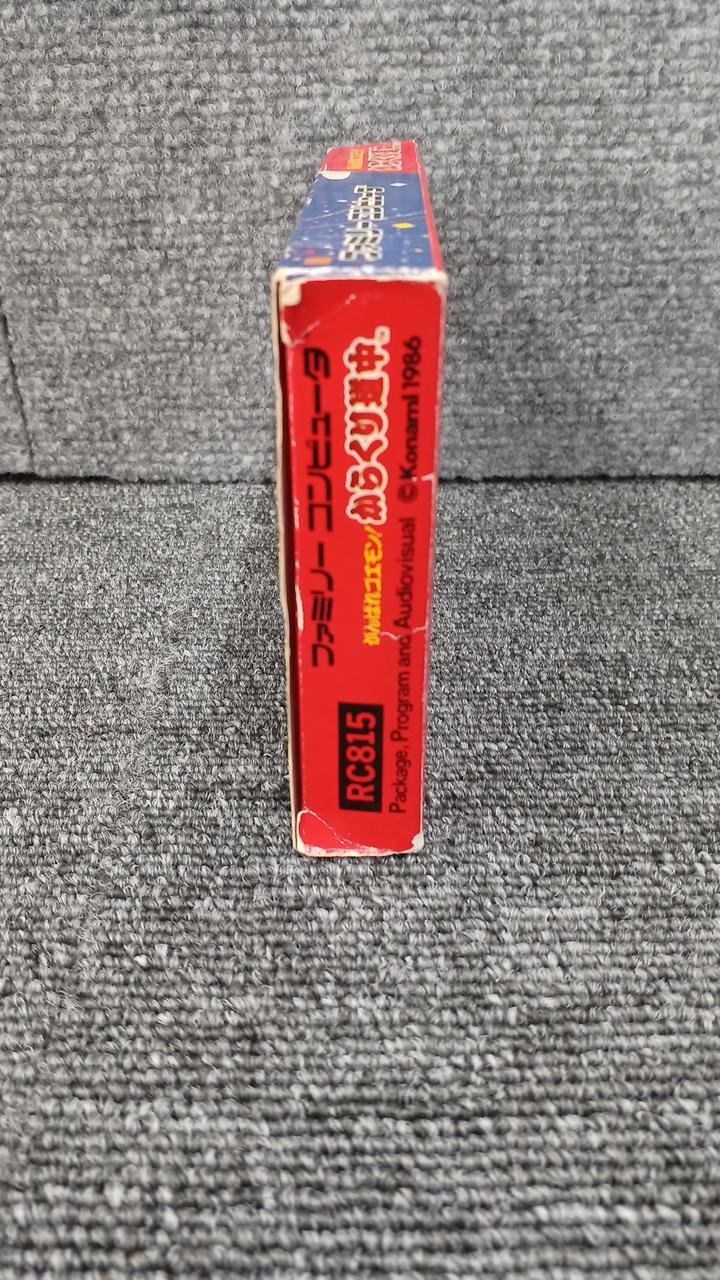 ファミリー コンピュータ
がんばれゴエモン!
からくり道中
RC815
Package, Program and Audiovisual © Konami 1986